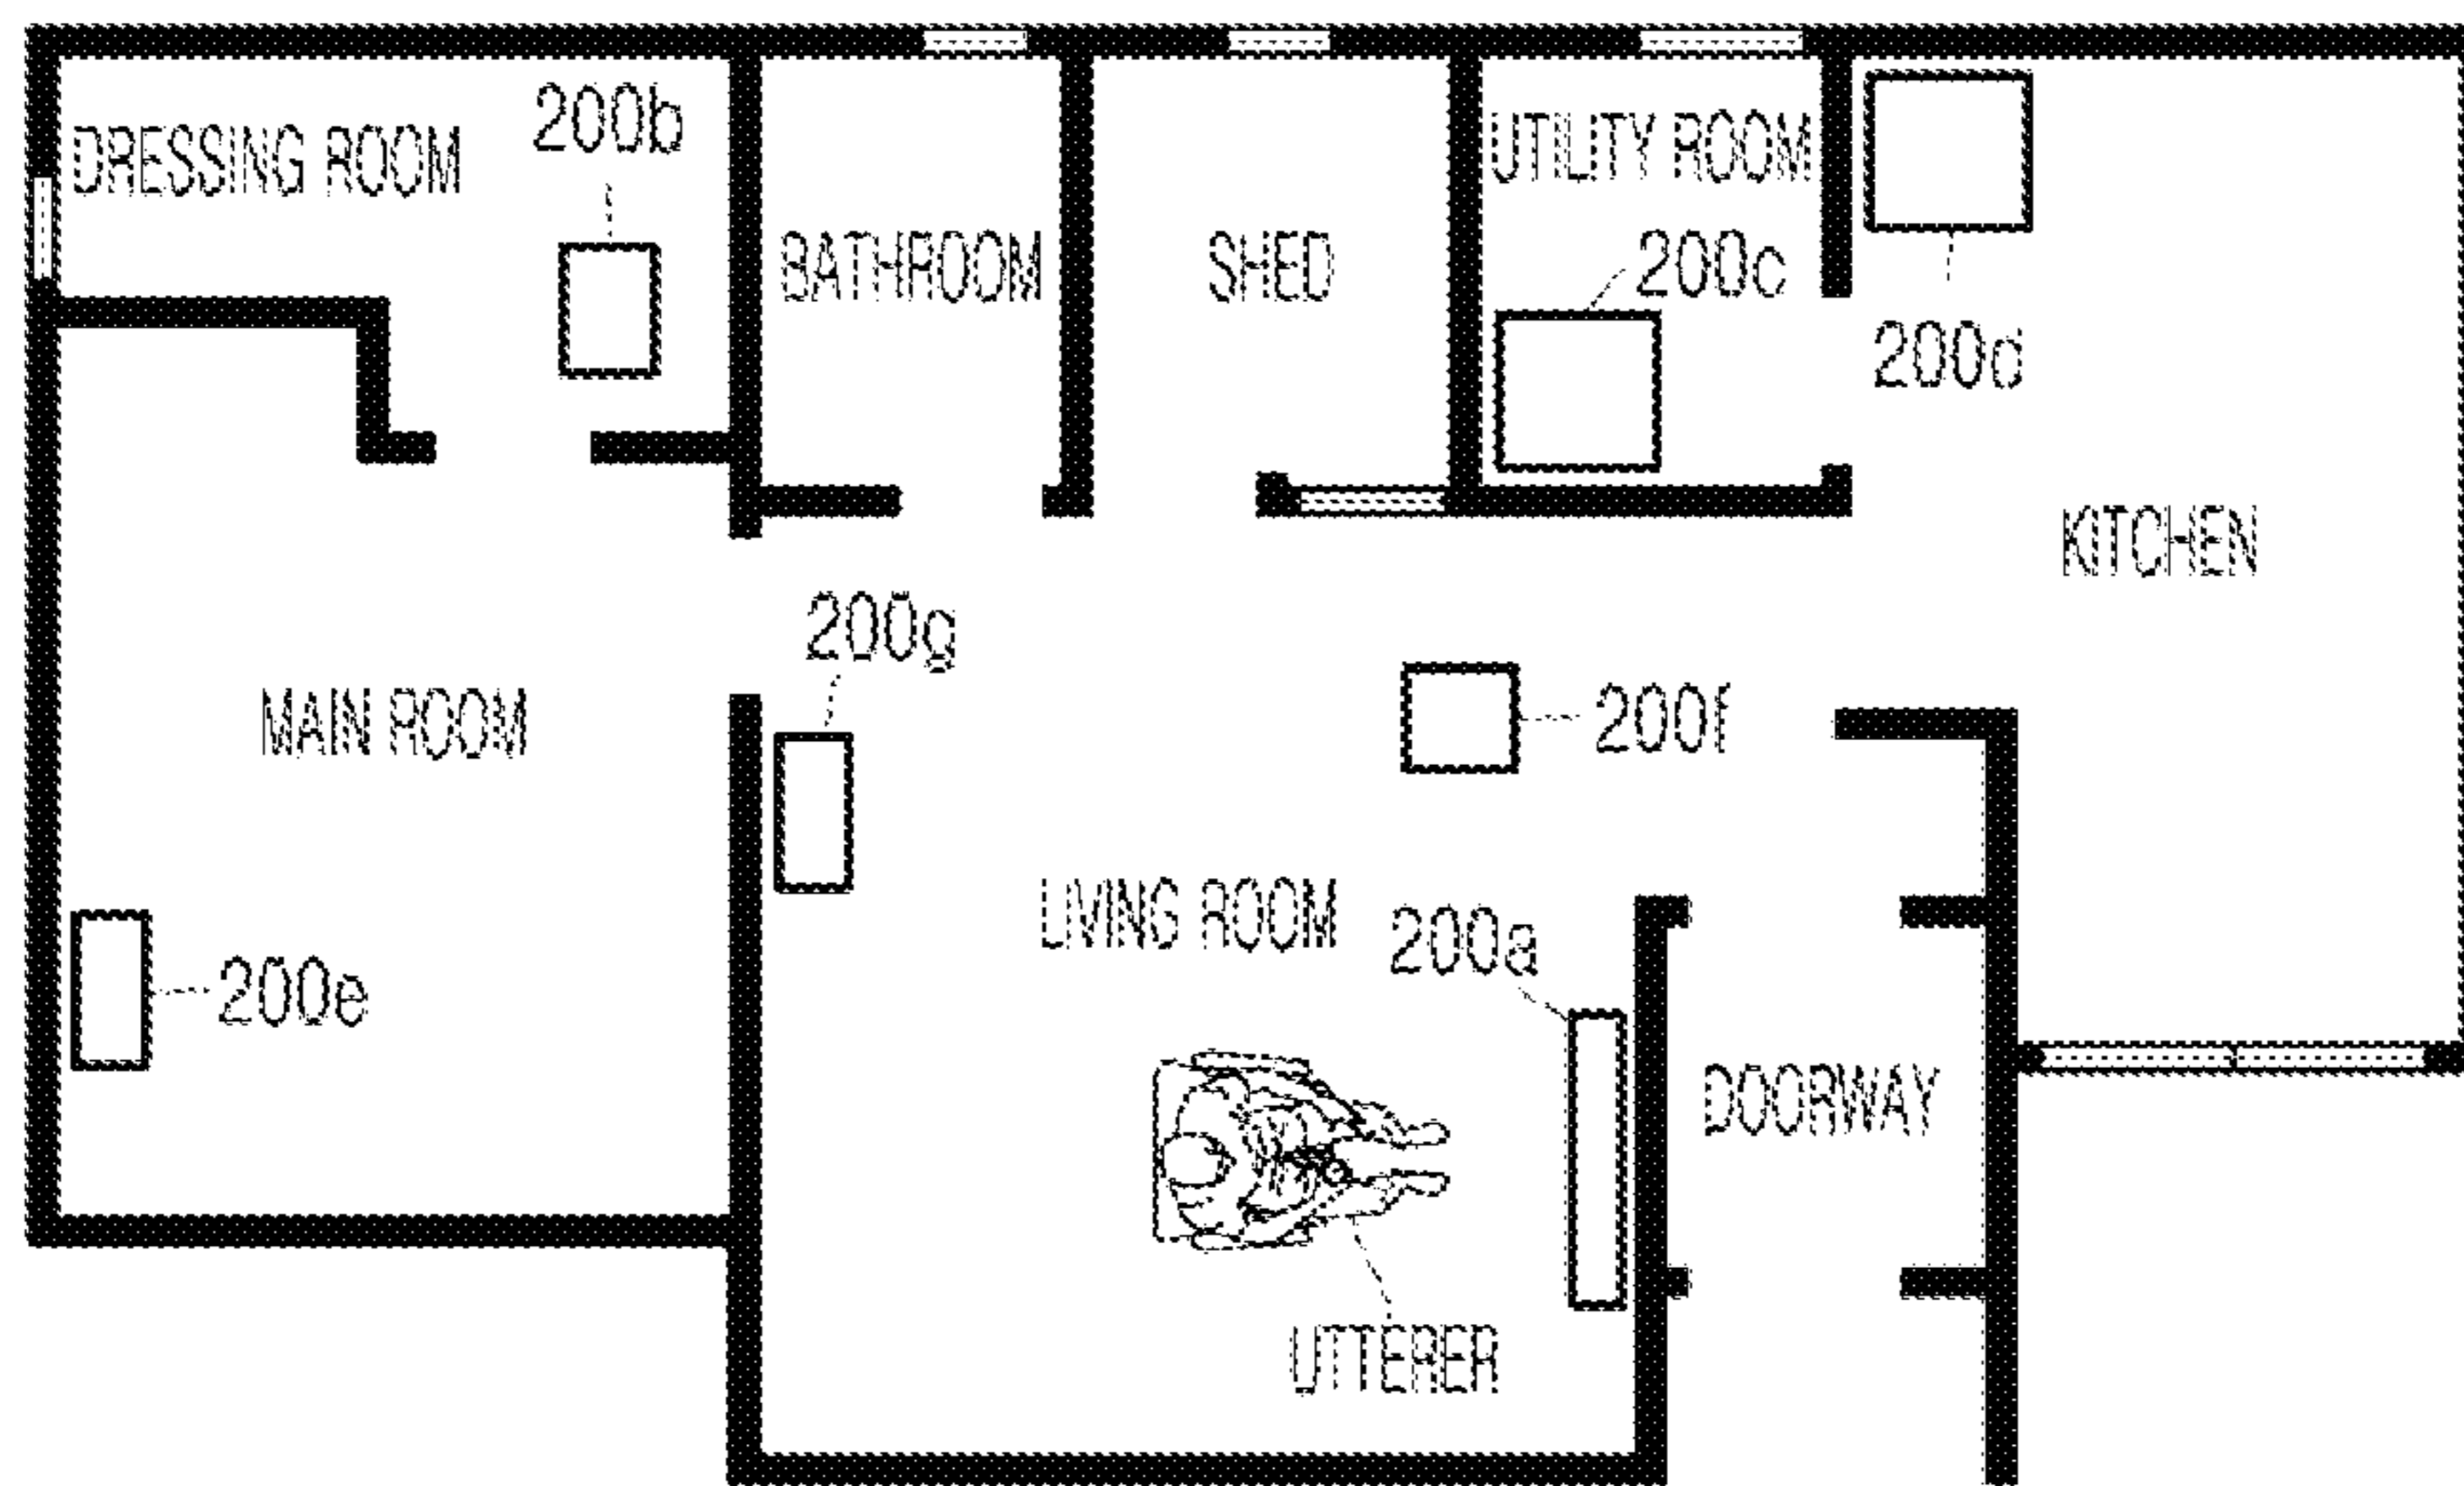 200b
DRESSING ROOM
UTILITY ROOM
BATHROOM
SHED
200c
200d
KITCHEN
200g
MAIN ROOM
200f
LIVING ROOM
200a
200e
DOORWAY
UTTERER